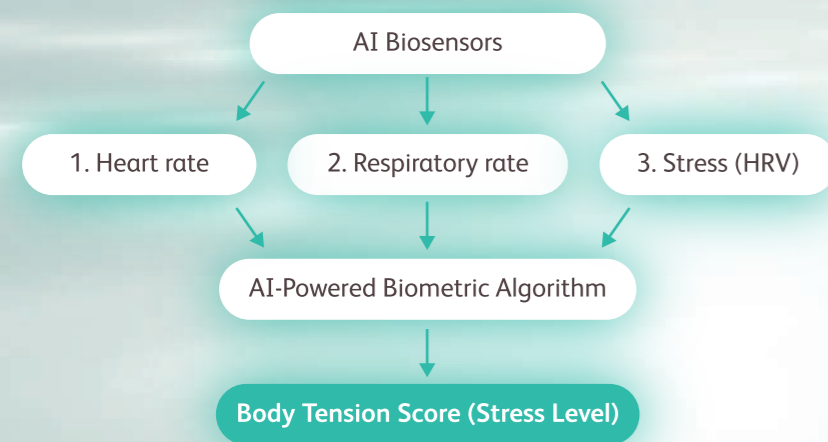 AI Biosensors
1. Heart rate
2. Respiratory rate
3. Stress (HRV)
AI-Powered Biometric Algorithm
Body Tension Score (Stress Level)